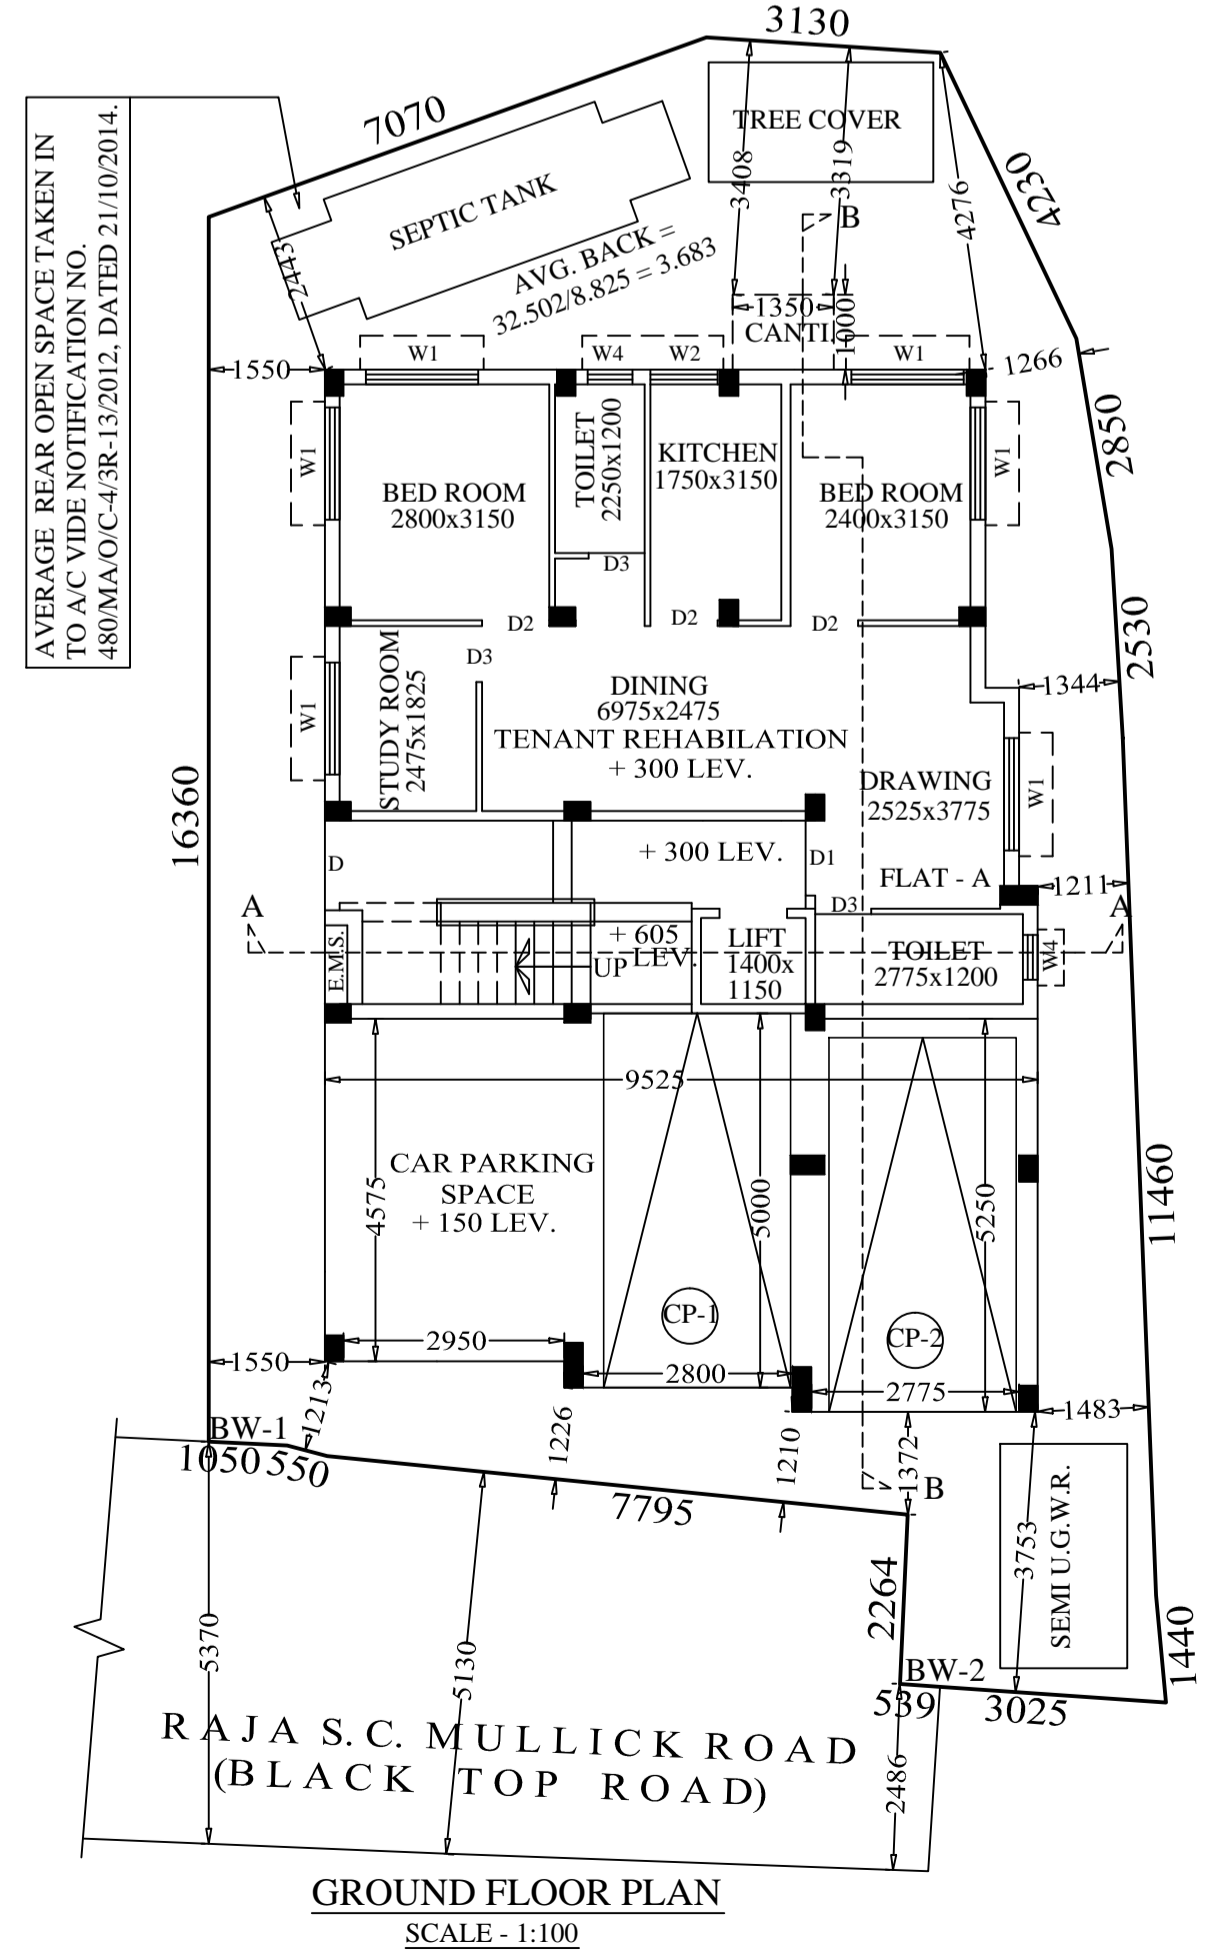 3130
7070
AVERAGE REAR OPEN SPACE TAKEN IN
TO A/C VIDE NOTIFICATION NO.
480/MA/O/C-4/3R-13/2012, DATED 21/10/2014.
TREE COVER
3408
3319
4276
4230
SEPTIC TANK
2443
B
AVG. BACK =
32.502/8.825 = 3.683
1350
CANTI.
1000
1550
W1
W4
W2
W1
1266
2850
W1
BED ROOM
2800x3150
TOILET
2250x1200
KITCHEN
1750x3150
BED ROOM
2400x3150
W1
D3
D2
D2
D2
2530
D3
W1
STUDY ROOM
2475x1825
DINING
6975x2475
TENANT REHABILATION
+ 300 LEV.
1344
DRAWING
2525x3775
W1
16360
D
+ 300 LEV.
D1
FLAT - A
1211
A
A
D3
E.M.S.
+ 605
LEV.
UP
LIFT
1400x
1150
TOILET
2775x1200
W4
9525
CAR PARKING
SPACE
+ 150 LEV.
4575
5000
5250
11460
CP-1
CP-2
2950
2800
2775
1550
1213
1226
1210
1372
1483
BW-1
1050
550
7795
B
3753
SEMI U.G.W.R.
2264
1440
BW-2
539
3025
5370
5130
2486
RAJA S.C. MULLICK ROAD
(BLACK TOP ROAD)
GROUND FLOOR PLAN
SCALE - 1:100